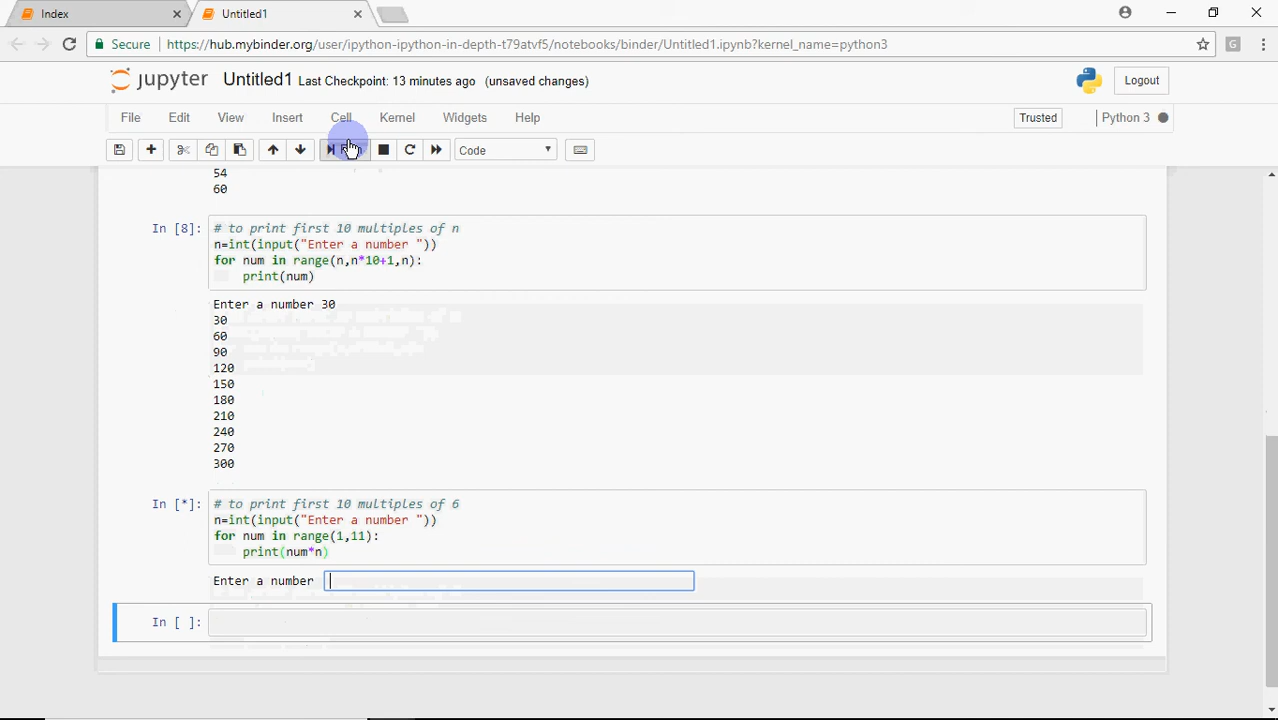 Index
Untitled1
Secure
https://hub.mybinder.org/user/ipython-ipython-in-depth-t79atvf5/notebooks/binder/Untitled1.ipynb?kernel_name=python3
G
jupyter Untitled1 Last Checkpoint: 13 minutes ago (unsaved changes)
Logout
File Edit View Insert Cell Kernel Widgets Help
Trusted
Python 3
Code
54
60
In [8]:
# to print first 10 multiples of n
n=int(input("Enter a number "))
for num in range(n,n*10+1,n):
print(num)
Enter a number 30
30
60
90
120
150
180
210
240
270
300
In [*]:
# to print first 10 multiples of 6
n=int(input("Enter a number "))
for num in range(1,11):
print(num*n)
Enter a number
In [ ]: